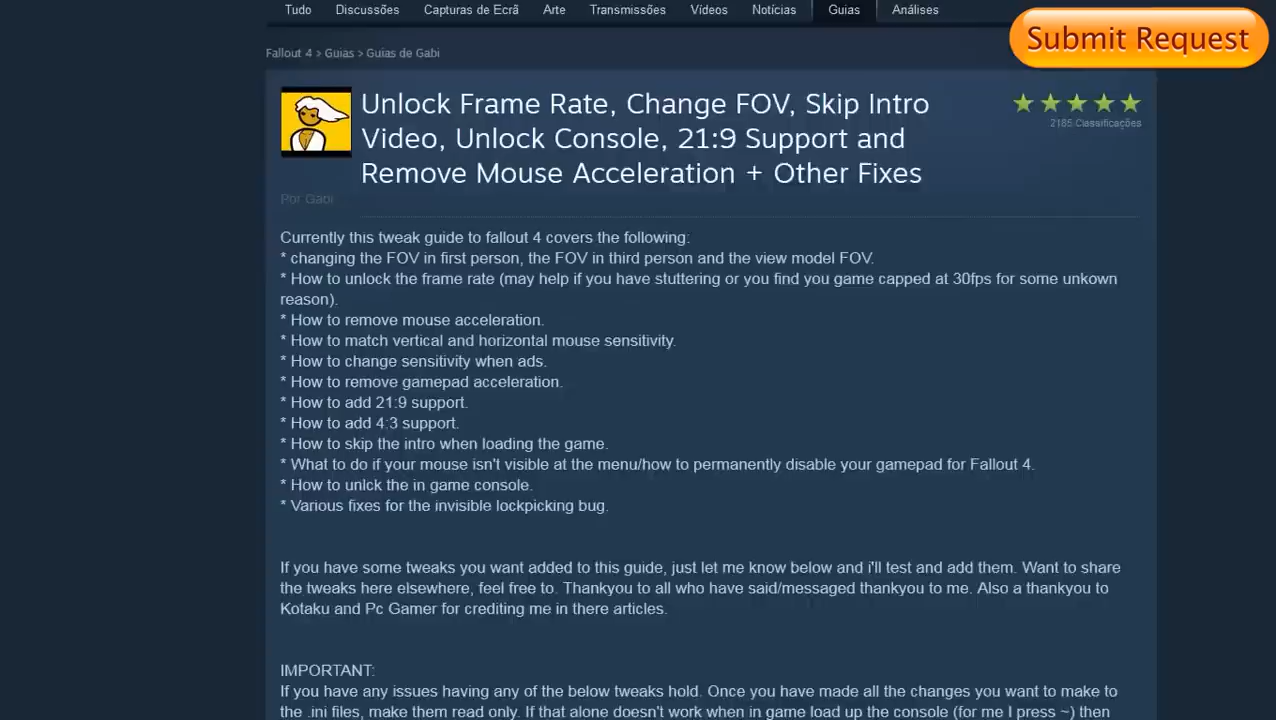 Tudo Discussões Capturas de Ecrã Arte Transmissões Vídeos Notícias Guias Análises
Submit Request
Fallout 4 > Guias > Guias de Gabi
Unlock Frame Rate, Change FOV, Skip Intro
Video, Unlock Console, 21:9 Support and
Remove Mouse Acceleration + Other Fixes
2185 Classificações
Por Gabi
Currently this tweak guide to fallout 4 covers the following:
* changing the FOV in first person, the FOV in third person and the view model FOV.
* How to unlock the frame rate (may help if you have stuttering or you find you game capped at 30fps for some unkown
reason).
* How to remove mouse acceleration.
* How to match vertical and horizontal mouse sensitivity.
* How to change sensitivity when ads.
* How to remove gamepad acceleration.
* How to add 21:9 support.
* How to add 4:3 support.
* How to skip the intro when loading the game.
* What to do if your mouse isn't visible at the menu/how to permanently disable your gamepad for Fallout 4.
* How to unlck the in game console.
* Various fixes for the invisible lockpicking bug.
If you have some tweaks you want added to this guide, just let me know below and i'll test and add them. Want to share
the tweaks here elsewhere, feel free to. Thankyou to all who have said/messaged thankyou to me. Also a thankyou to
Kotaku and Pc Gamer for crediting me in there articles.
IMPORTANT:
If you have any issues having any of the below tweaks hold. Once you have made all the changes you want to make to
the .ini files, make them read only. If that alone doesn't work when in game load up the console (for me I press ~) then